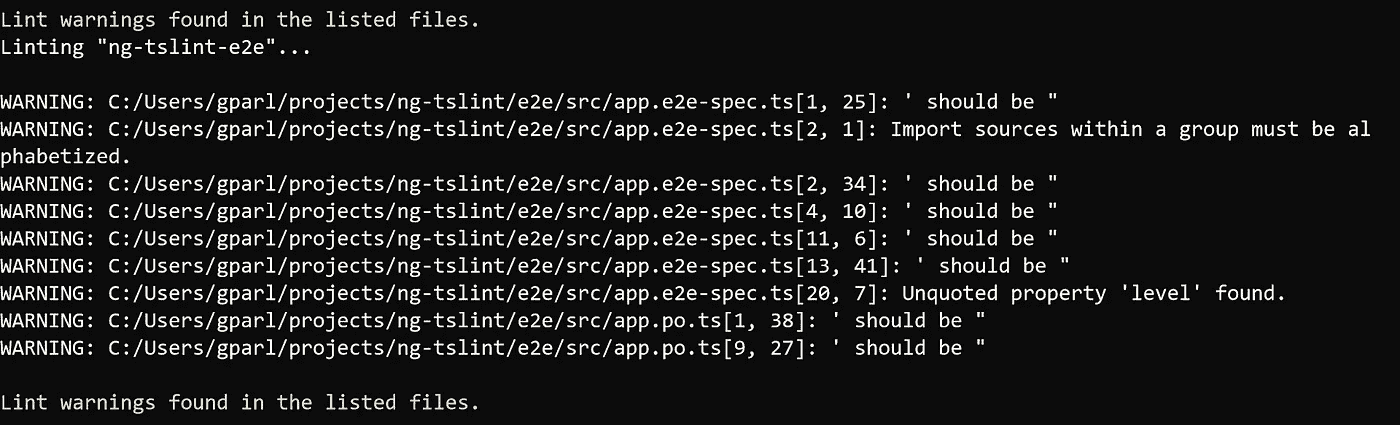 Lint warnings found in the listed files.
Linting "ng-tslint-e2e"...
WARNING: C:/Users/gparl/projects/ng-tslint/e2e/src/app.e2e-spec.ts[1, 25]: ' should be "
WARNING: C:/Users/gparl/projects/ng-tslint/e2e/src/app.e2e-spec.ts[2, 1]: Import sources within a group must be al
phabetized.
WARNING: C:/Users/gparl/projects/ng-tslint/e2e/src/app.e2e-spec.ts[2, 34]: ' should be "
WARNING: C:/Users/gparl/projects/ng-tslint/e2e/src/app.e2e-spec.ts[4, 10]: ' should be "
WARNING: C:/Users/gparl/projects/ng-tslint/e2e/src/app.e2e-spec.ts[11, 6]: ' should be "
WARNING: C:/Users/gparl/projects/ng-tslint/e2e/src/app.e2e-spec.ts[13, 41]: ' should be "
WARNING: C:/Users/gparl/projects/ng-tslint/e2e/src/app.e2e-spec.ts[20, 7]: Unquoted property 'level' found.
WARNING: C:/Users/gparl/projects/ng-tslint/e2e/src/app.po.ts[1, 38]: ' should be "
WARNING: C:/Users/gparl/projects/ng-tslint/e2e/src/app.po.ts[9, 27]: ' should be "
Lint warnings found in the listed files.